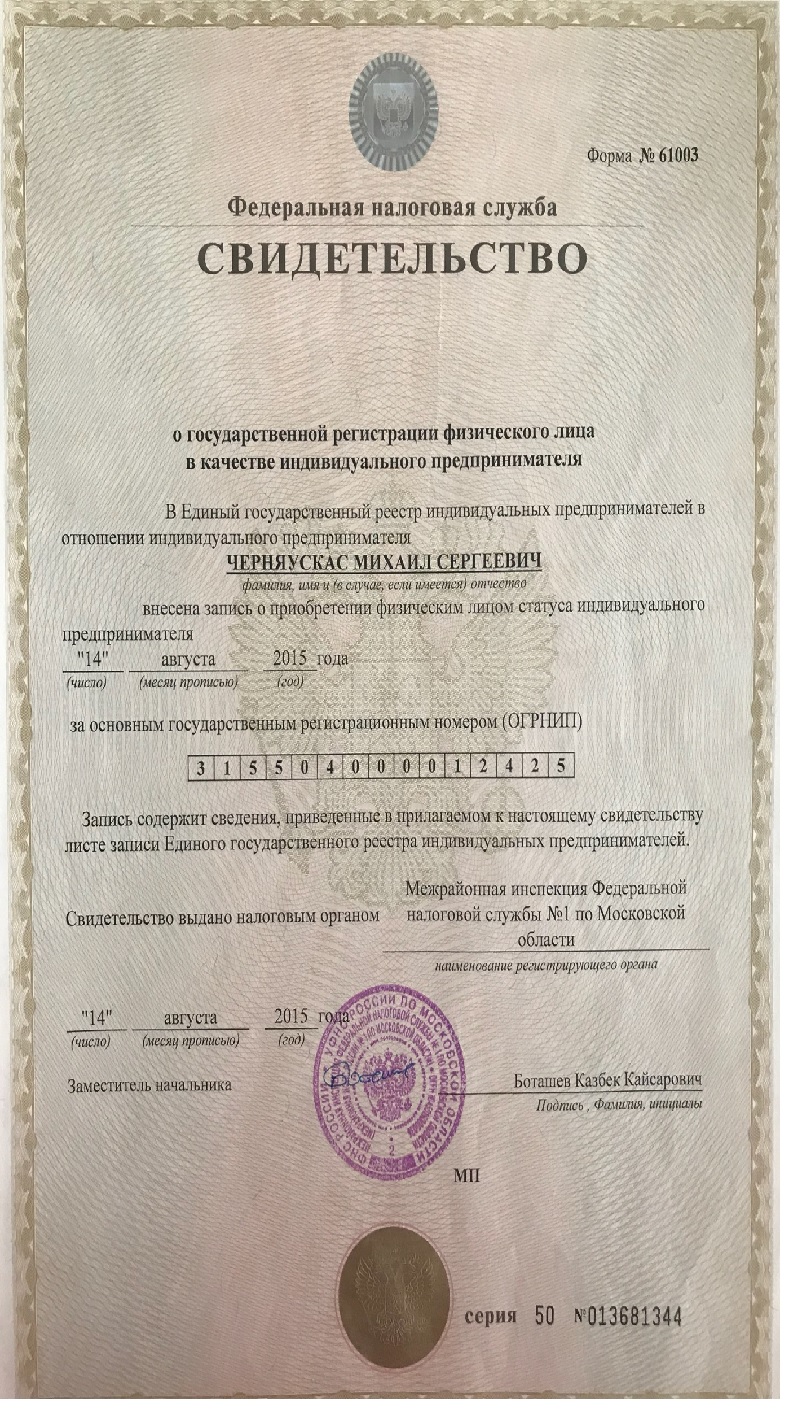 Форма № 61003
Федеральная налоговая служба
СВИДЕТЕЛЬСТВО
о государственной регистрации физического лица
в качестве индивидуального предпринимателя
В Единый государственный реестр индивидуальных предпринимателей в
отношении индивидуального предпринимателя
ЧЕРНЯУСКАС МИХАИЛ СЕРГЕЕВИЧ
фамилия, имя и (в случае, если имеется) отчество
внесена запись о приобретении физическим лицом статуса индивидуального
предпринимателя
"14" августа 2015 года
(число) (месяц прописью) (год)
за основным государственным регистрационным номером (ОГРНИП)
3 1 5 5 0 4 0 0 0 0 1 2 4 2 5
Запись содержит сведения, приведенные в прилагаемом к настоящему свидетельству
листе записи Единого государственного реестра индивидуальных предпринимателей.
Свидетельство выдано налоговым органом
Межрайонная инспекция Федеральной
налоговой службы №1 по Московской
области
наименование регистрирующего органа
"14" августа 2015 года
(число) (месяц прописью) (год)
Заместитель начальника
Боташев Казбек Кайсарович
Подпись , Фамилия, инициалы
МП
серия 50 №013681344